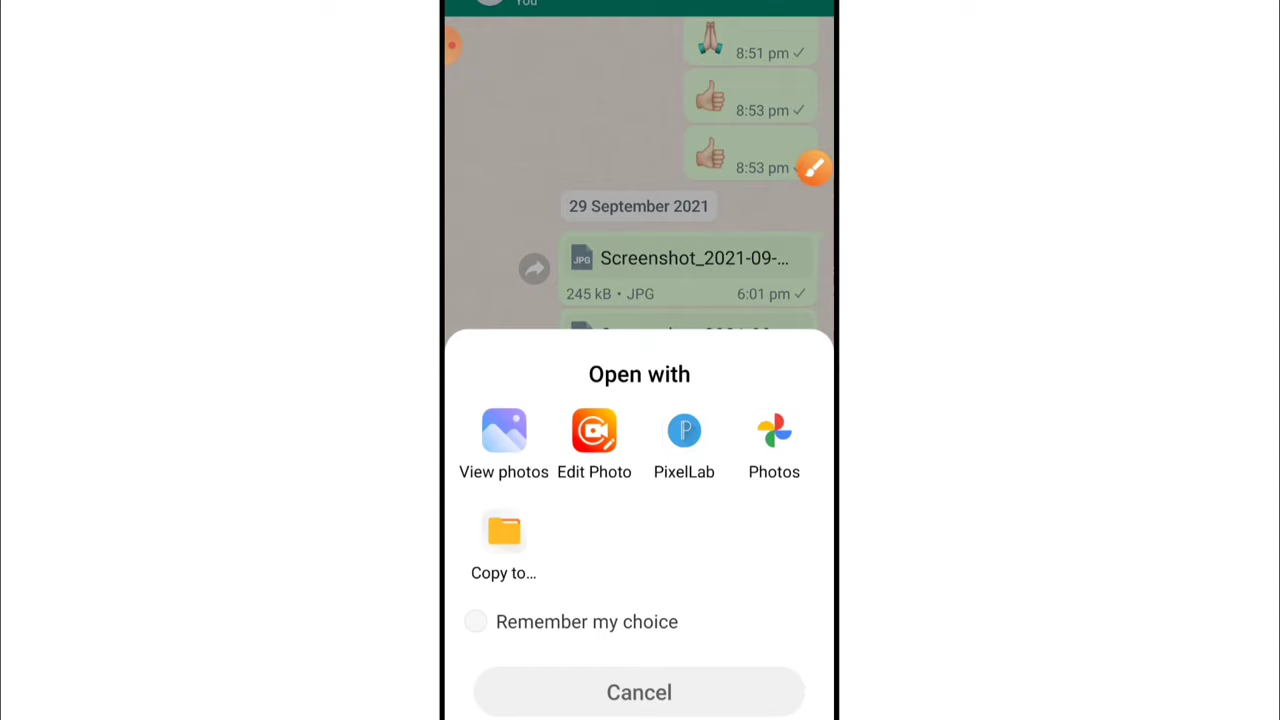 You
8:51 pm
8:53 pm
8:53 pm
29 September 2021
JPG
Screenshot_2021-09-...
245 kB • JPG
6:01 pm
Open with
View photos
Edit Photo
PixelLab
Photos
Copy to...
Remember my choice
Cancel